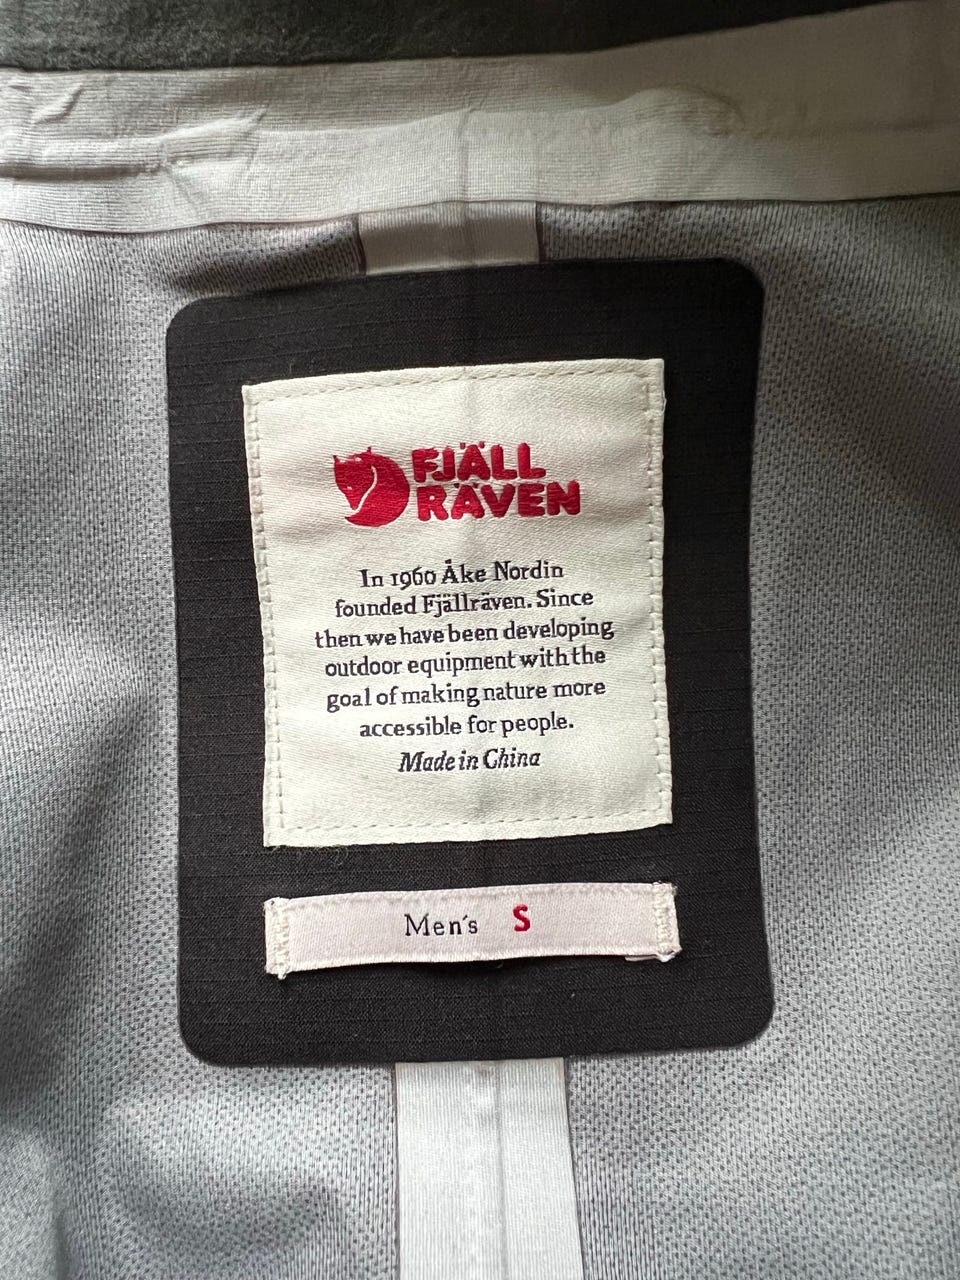 FJÄLL
RÄVEN
In 1960 Åke Nordin
founded Fjällräven. Since
then we have been developing
outdoor equipment with the
goal of making nature more
accessible for people.
Made in China
Men's S